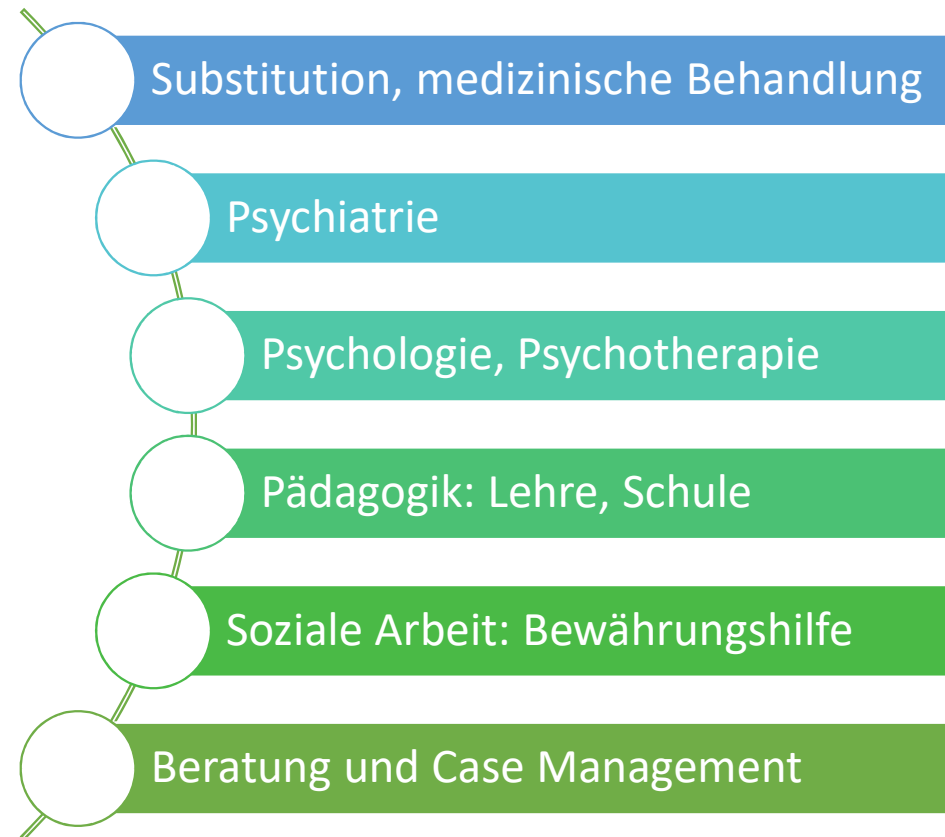 Substitution, medizinische Behandlung
Psychiatrie
Psychologie, Psychotherapie
Pädagogik: Lehre, Schule
Soziale Arbeit: Bewährungshilfe
Beratung und Case Management